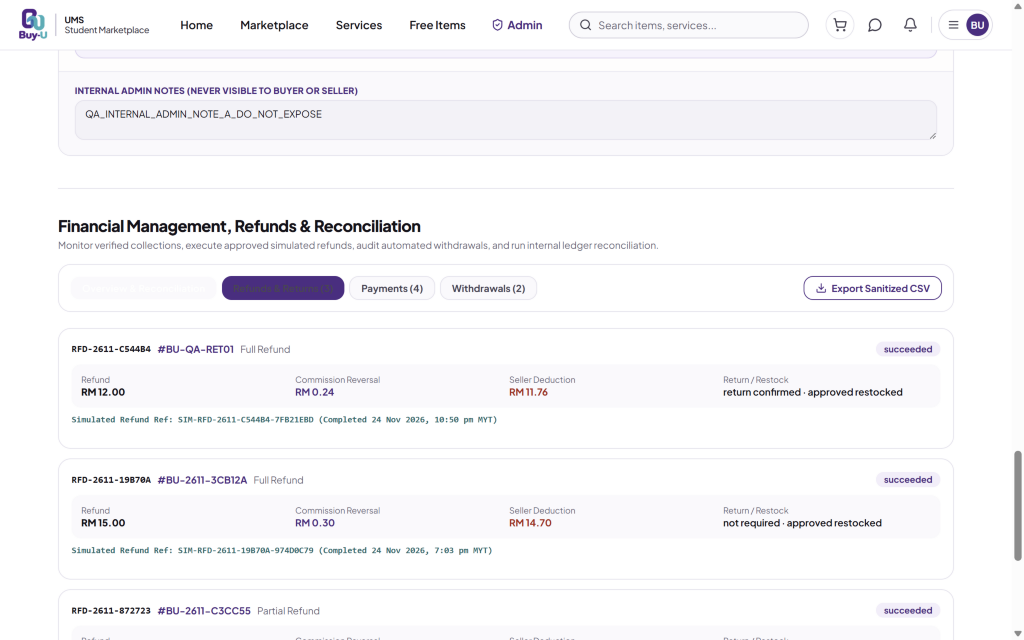 Buy-U
UMS
Student Marketplace
Home
Marketplace
Services
Free Items
Admin
Search items, services...
BU
INTERNAL ADMIN NOTES (NEVER VISIBLE TO BUYER OR SELLER)
QA_INTERNAL_ADMIN_NOTE_A_DO_NOT_EXPOSE
Financial Management, Refunds & Reconciliation
Monitor verified collections, execute approved simulated refunds, audit automated withdrawals, and run internal ledger reconciliation.
Refunds & Returns (3)
Payments (4)
Withdrawals (2)
Export Sanitized CSV
RFD-2611-C544B4 #BU-QA-RET01 Full Refund
succeeded
Refund
Commission Reversal
Seller Deduction
Return / Restock
RM 12.00
RM 0.24
RM 11.76
return confirmed · approved restocked
Simulated Refund Ref: SIM-RFD-2611-C544B4-7FB21EBD (Completed 24 Nov 2026, 10:50 pm MYT)
RFD-2611-19B70A #BU-2611-3CB12A Full Refund
succeeded
Refund
Commission Reversal
Seller Deduction
Return / Restock
RM 15.00
RM 0.30
RM 14.70
not required · approved restocked
Simulated Refund Ref: SIM-RFD-2611-19B70A-974D0C79 (Completed 24 Nov 2026, 7:03 pm MYT)
RFD-2611-872723 #BU-2611-C3CC55 Partial Refund
succeeded